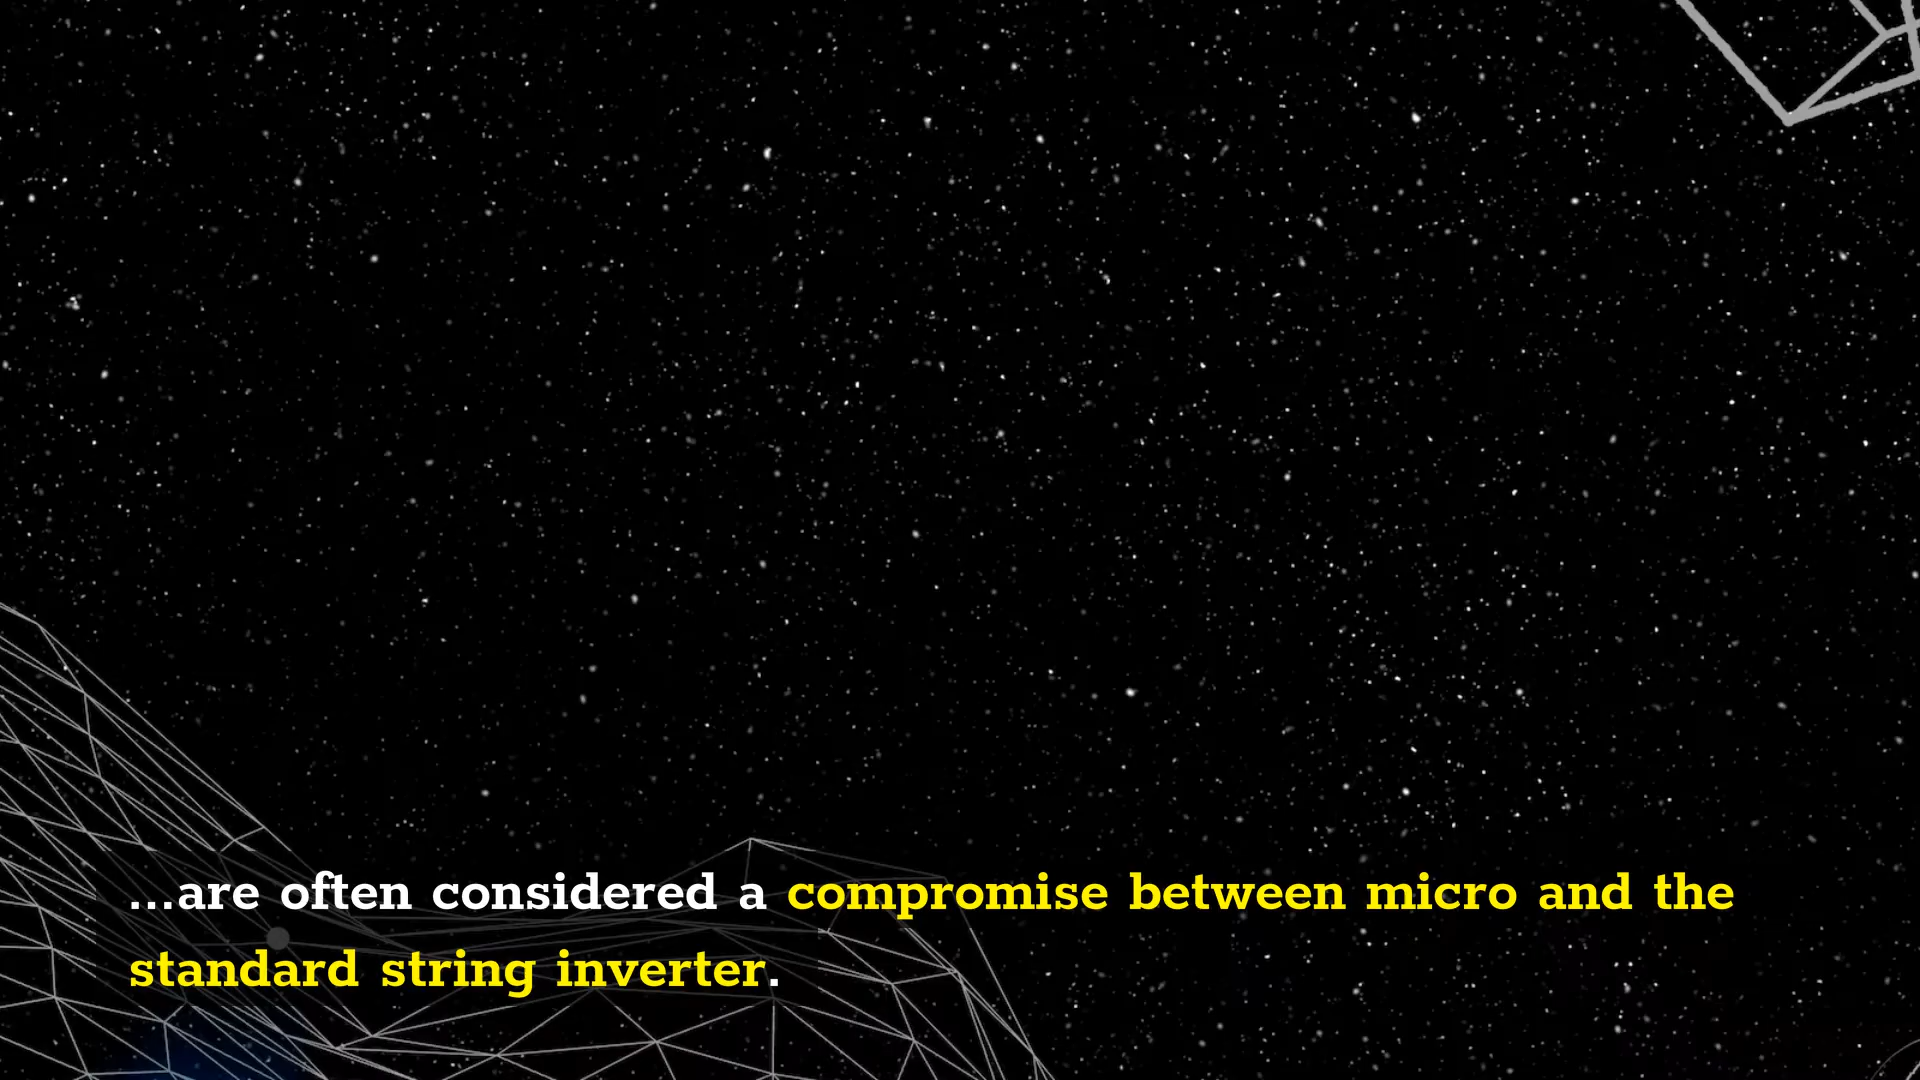 ...are often considered a compromise between micro and the
standard string inverter.